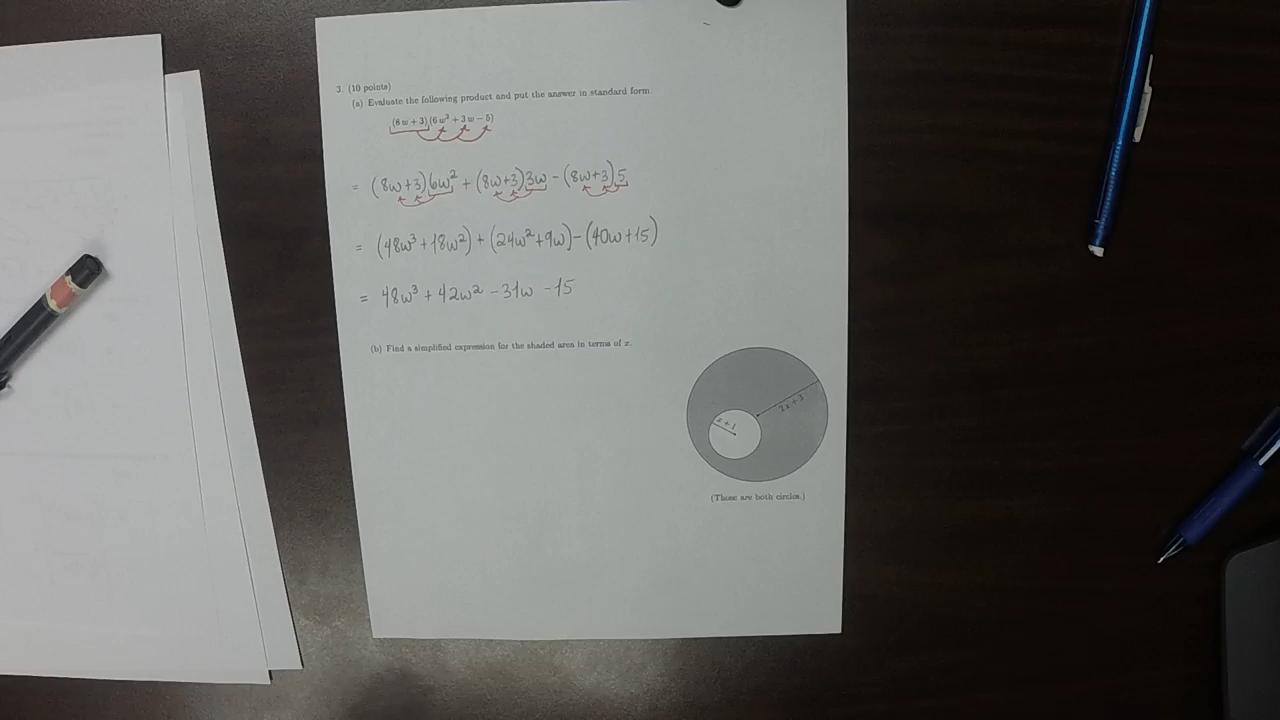 3. (10 points)
(a) Evaluate the following product and put the answer in standard form.
(8w + 3)(6w² + 3w − 5)
= (8w+3)6w² + (8w+3)3w − (8w+3)5
= (48w³+18w²) + (24w²+9w) − (40w+15)
= 48w³ + 42w² − 31w − 15
(b) Find a simplified expression for the shaded area in terms of x.
2x + 3
x + 1
(These are both circles.)